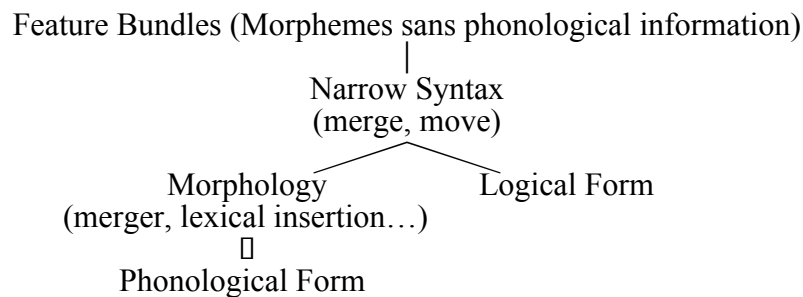 Feature Bundles (Morphemes sans phonological information)
Narrow Syntax
(merge, move)
Morphology
Logical Form
(merger, lexical insertion…)
Phonological Form